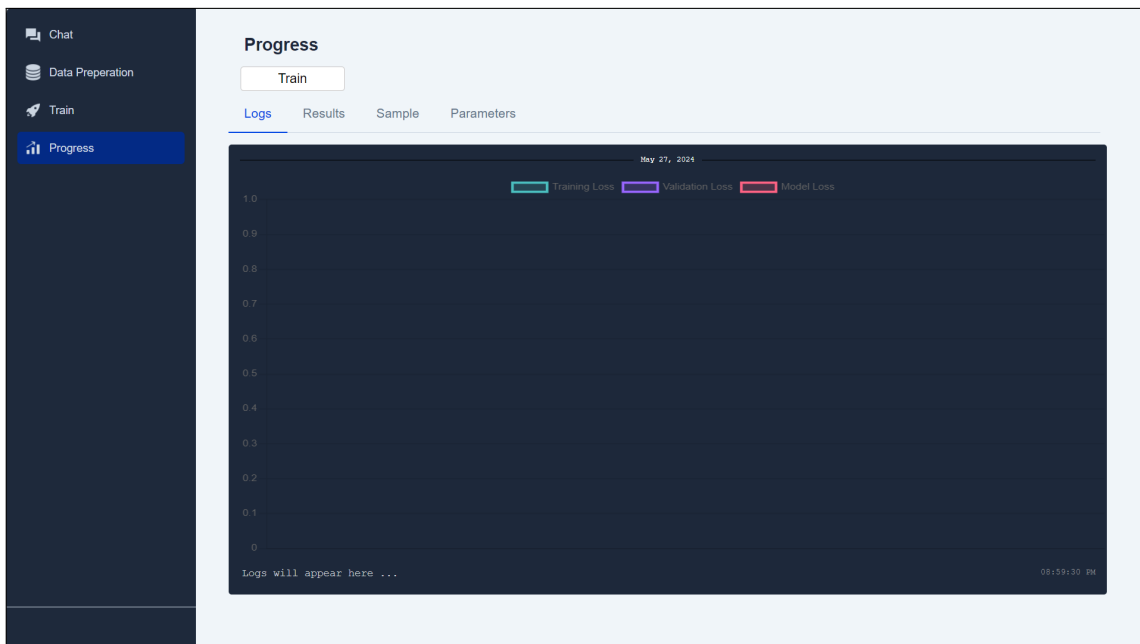 Chat
Data Preperation
Train
Progress
Progress
Train
Logs Results Sample Parameters
May 27, 2024
Training Loss Validation Loss Model Loss
1.0
0.9
0.8
0.7
0.6
0.5
0.4
0.3
0.2
0.1
0
Logs will appear here ...
08:59:30 PM